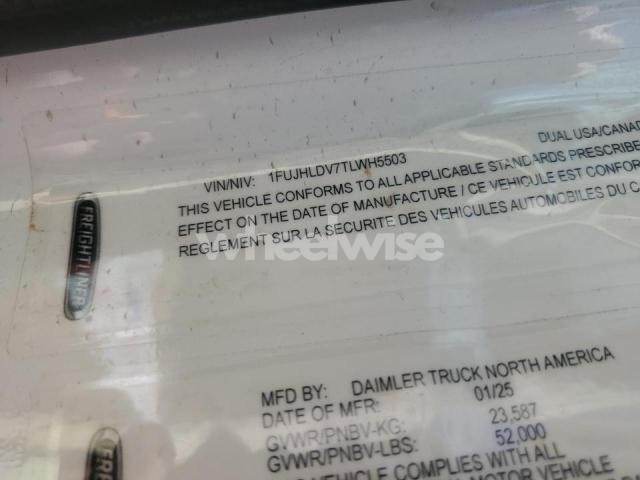 DUAL USA/CANAD
VIN/NIV: 1FUJHLDV7TLWH5503
THIS VEHICLE CONFORMS TO ALL APPLICABLE STANDARDS PRESCRIBE
EFFECT ON THE DATE OF MANUFACTURE / CE VEHICULE EST CONFOR
REGLEMENT SUR LA SECURITE DES VEHICULES AUTOMOBILES DU C
FREIGHTLINER
wheelwise
MFD BY: DAIMLER TRUCK NORTH AMERICA
DATE OF MFR: 01/25
GVWR/PNBV-KG: 23,587
GVWR/PNBV-LBS: 52,000
VEHICLE COMPLIES WITH ALL
MOTOR VEHICLE